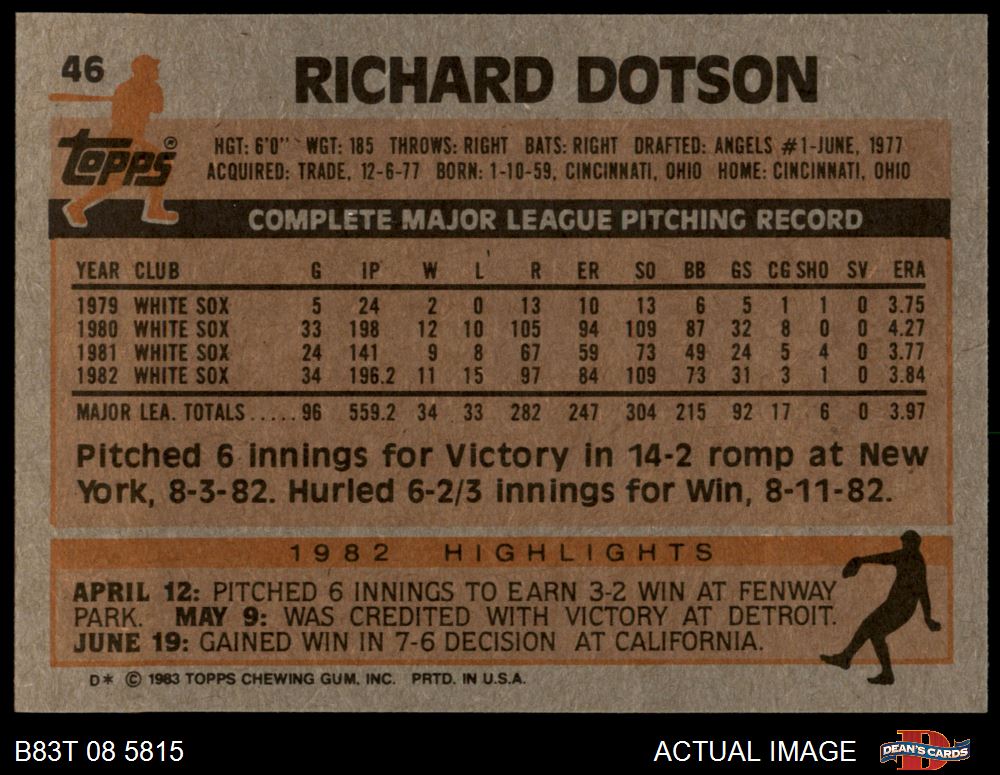 46
RICHARD DOTSON
topps®
HGT: 6'0" WGT: 185 THROWS: RIGHT BATS: RIGHT DRAFTED: ANGELS #1-JUNE, 1977
ACQUIRED: TRADE, 12-6-77 BORN: 1-10-59, CINCINNATI, OHIO HOME: CINCINNATI, OHIO
COMPLETE MAJOR LEAGUE PITCHING RECORD
YEAR CLUB G IP W L R ER SO BB GS CG SHO SV ERA
1979 WHITE SOX 5 24 2 0 13 10 13 6 5 1 1 0 3.75
1980 WHITE SOX 33 198 12 10 105 94 109 87 32 8 0 0 4.27
1981 WHITE SOX 24 141 9 8 67 59 73 49 24 5 4 0 3.77
1982 WHITE SOX 34 196.2 11 15 97 84 109 73 31 3 1 0 3.84
MAJOR LEA. TOTALS ..... 96 559.2 34 33 282 247 304 215 92 17 6 0 3.97
Pitched 6 innings for Victory in 14-2 romp at New
York, 8-3-82. Hurled 6-2/3 innings for Win, 8-11-82.
1982 HIGHLIGHTS
APRIL 12: PITCHED 6 INNINGS TO EARN 3-2 WIN AT FENWAY
PARK. MAY 9: WAS CREDITED WITH VICTORY AT DETROIT.
JUNE 19: GAINED WIN IN 7-6 DECISION AT CALIFORNIA.
D* © 1983 TOPPS CHEWING GUM, INC. PRTD. IN U.S.A.
B83T 08 5815
ACTUAL IMAGE
DEAN'S CARDS